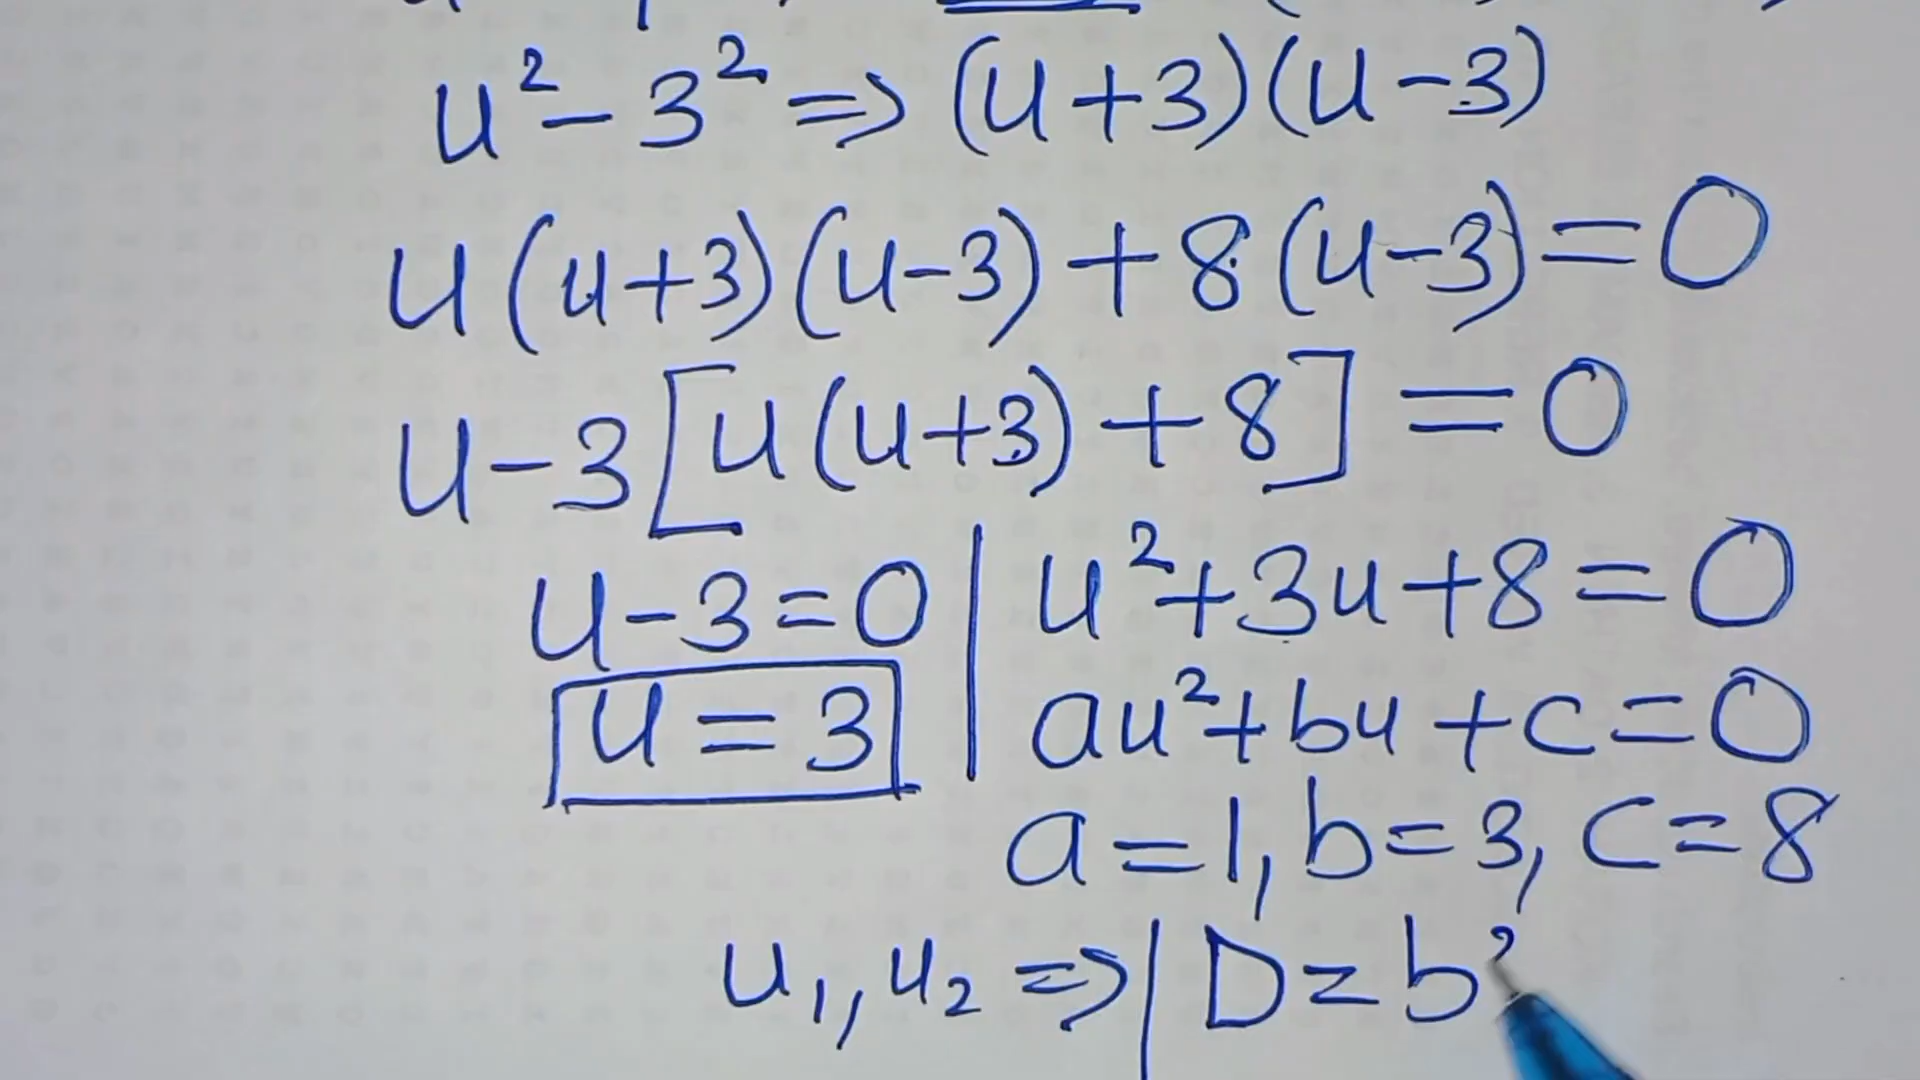 u² - 3² => (u+3)(u-3)
u(u+3)(u-3) + 8(u-3) = 0
u-3[u(u+3)+8] = 0
u-3=0 | u²+3u+8=0
u = 3 | au²+bu+c=0
a=1, b=3, c=8
u₁, u₂ => | D = b²